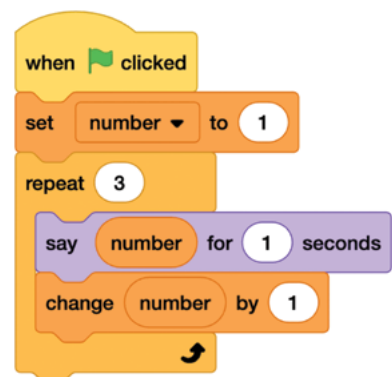 when clicked
set number to 1
repeat 3
say number for 1 seconds
change number by 1